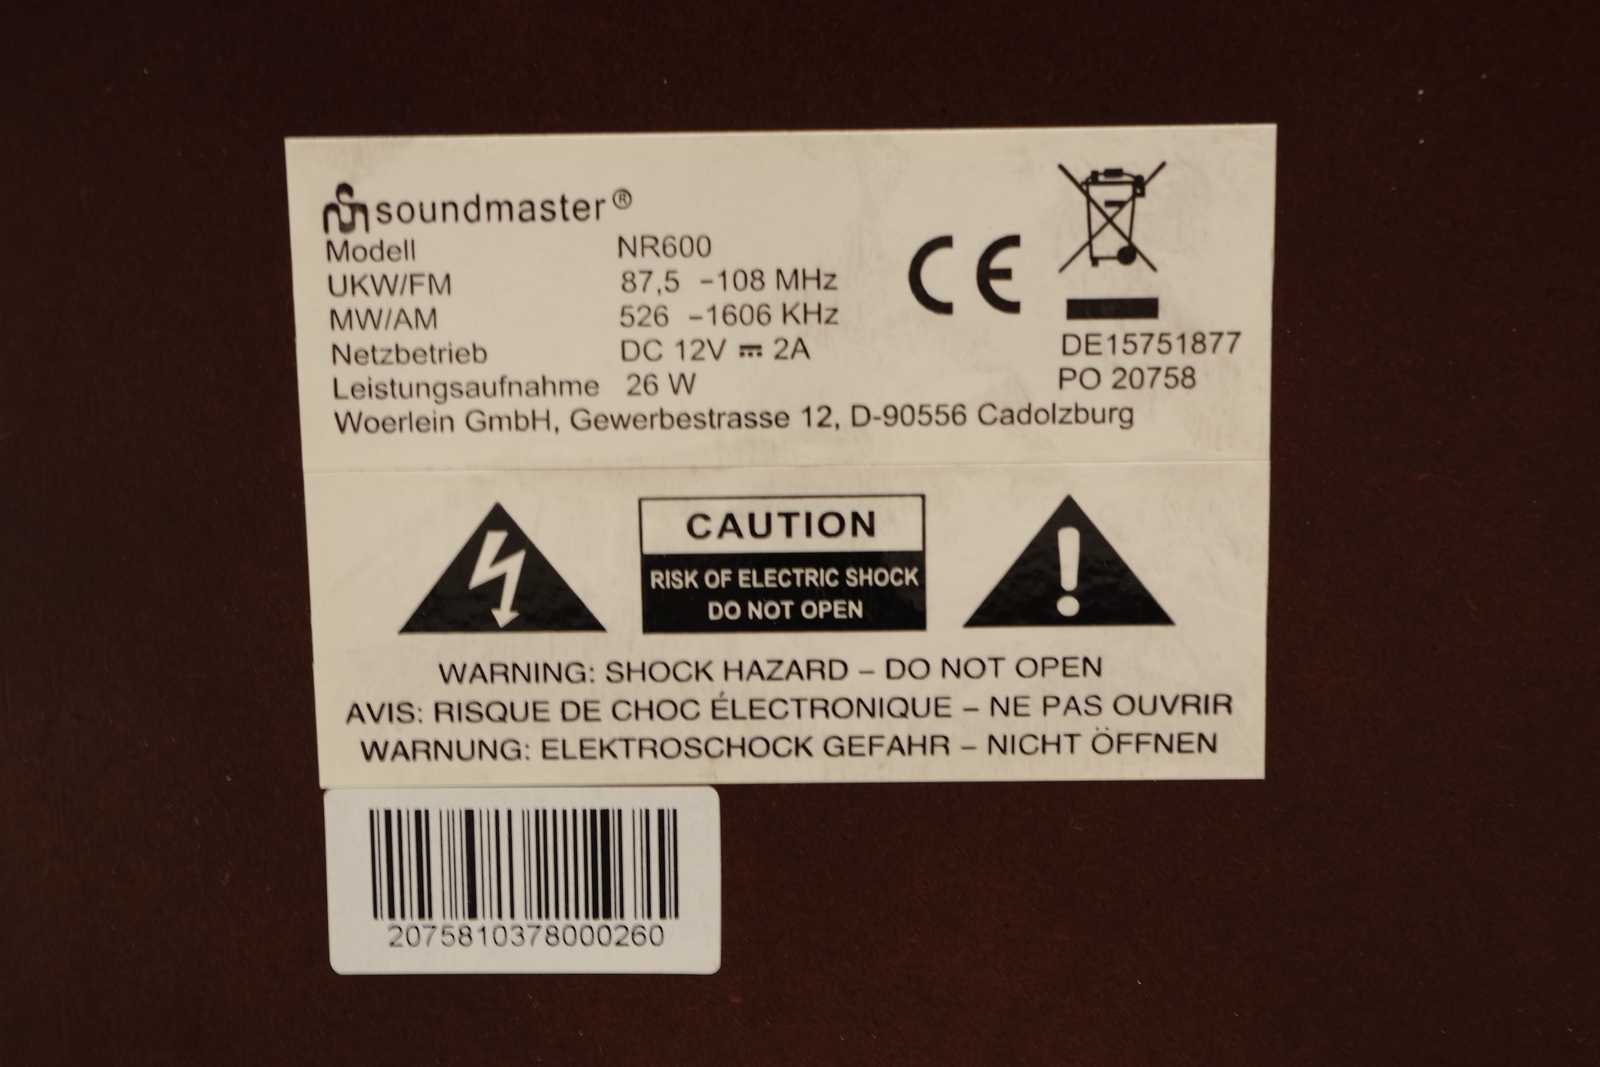 soundmaster®
Modell NR600
UKW/FM 87,5 –108 MHz
MW/AM 526 –1606 KHz
Netzbetrieb DC 12V ⎓ 2A
Leistungsaufnahme 26 W
Woerlein GmbH, Gewerbestrasse 12, D-90556 Cadolzburg
CE
DE15751877
PO 20758
CAUTION
RISK OF ELECTRIC SHOCK
DO NOT OPEN
WARNING: SHOCK HAZARD – DO NOT OPEN
AVIS: RISQUE DE CHOC ÉLECTRONIQUE – NE PAS OUVRIR
WARNUNG: ELEKTROSCHOCK GEFAHR – NICHT ÖFFNEN
2075810378000260